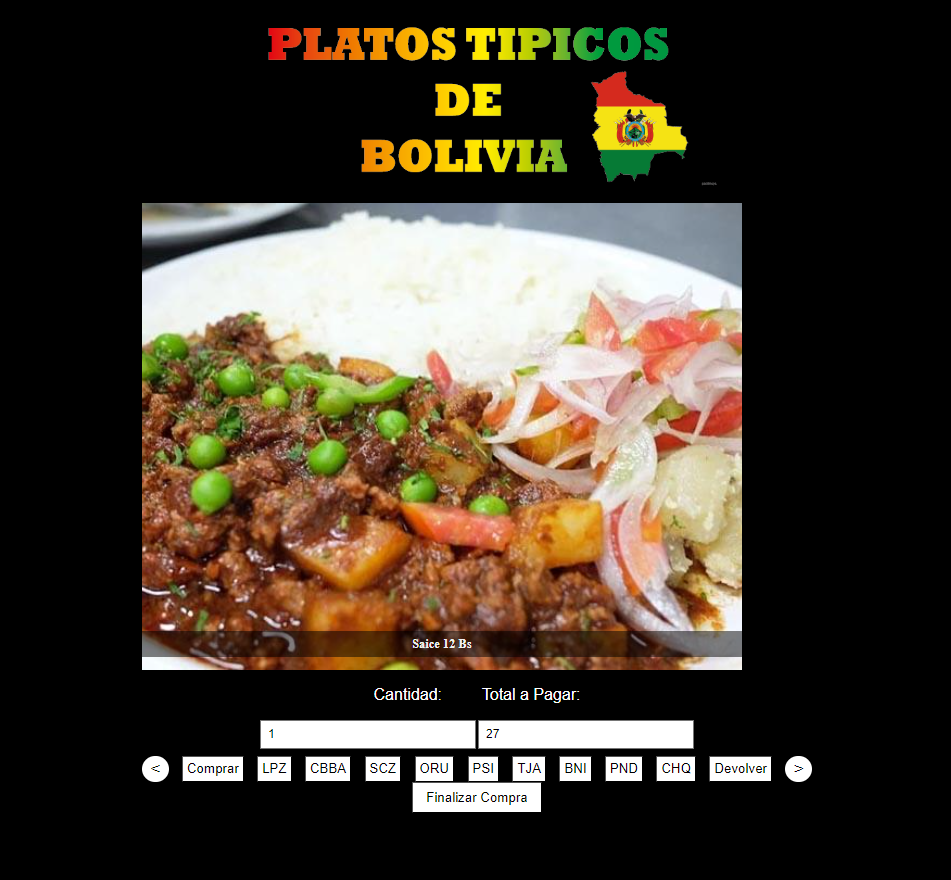 PLATOS TIPICOS
DE
BOLIVIA
Saice 12 Bs
Cantidad: Total a Pagar:
1 27
< Comprar LPZ CBBA SCZ ORU PSI TJA BNI PND CHQ Devolver >
Finalizar Compra